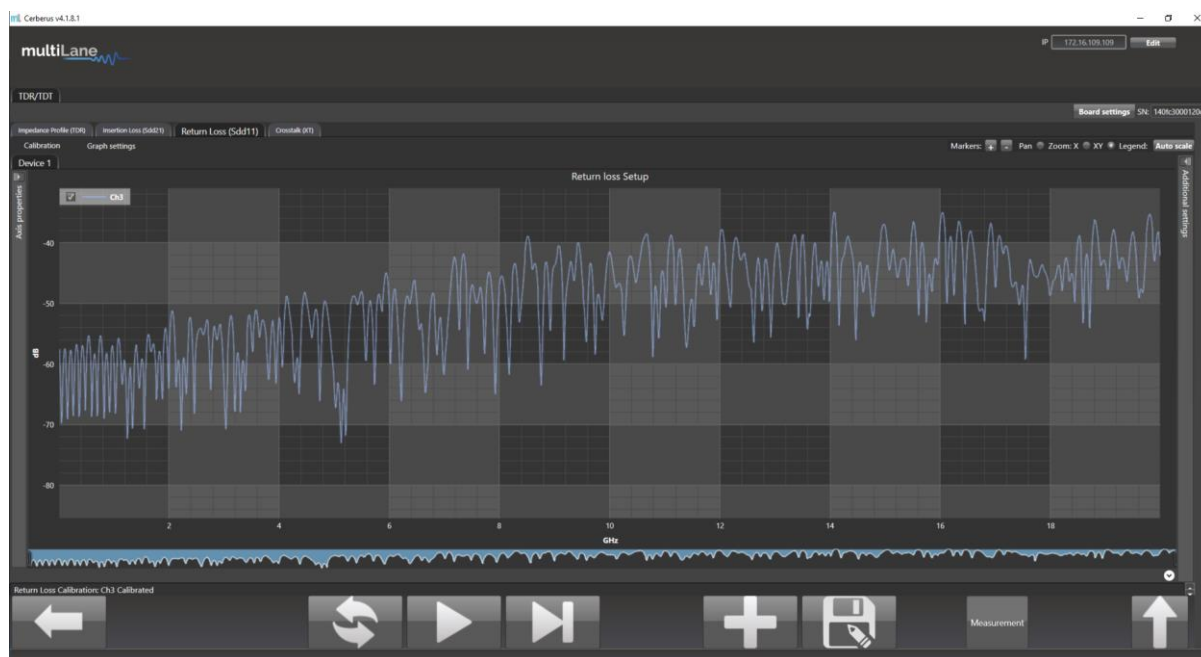 mL Cerberus v4.1.8.1
multiLane
IP 172.16.109.109 Edit
TDR/TDT
Board settings SN: 140fc3000120
Impedance Profile (TDR) Insertion Loss (Sdd21) Return Loss (Sdd11) Crosstalk (XT)
Calibration Graph settings Markers: + - Pan Zoom: X XY Legend: Auto scale
Device 1
Return loss Setup
Axis properties
Additional settings
Ch3
-40
-50
dB
-60
-70
-80
2 4 6 8 10 12 14 16 18
GHz
Return Loss Calibration: Ch3 Calibrated
Measurement